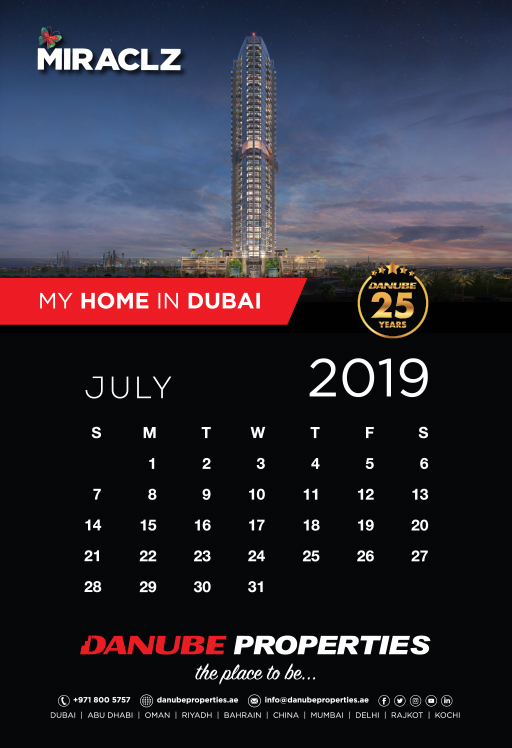 MIRACLZ
MY HOME IN DUBAI
DANUBE
25
YEARS
JULY 2019
S M T W T F S
1 2 3 4 5 6
7 8 9 10 11 12 13
14 15 16 17 18 19 20
21 22 23 24 25 26 27
28 29 30 31
DANUBE PROPERTIES
the place to be...
+971 800 5757 danubeproperties.ae info@danubeproperties.ae
DUBAI | ABU DHABI | OMAN | RIYADH | BAHRAIN | CHINA | MUMBAI | DELHI | RAJKOT | KOCHI